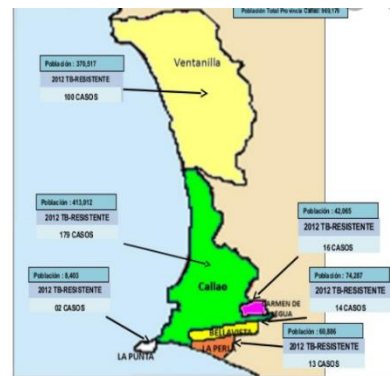 Población Total Provincia Callao: 969,170
Ventanilla
Población : 370,517
2012 TB-RESISTENTE
100 CASOS
Población : 413,912
2012 TB-RESISTENTE
179 CASOS
Población : 42,065
2012 TB-RESISTENTE
16 CASOS
Población : 8,403
2012 TB-RESISTENTE
02 CASOS
Callao
Población : 74,287
2012 TB-RESISTENTE
14 CASOS
CARMEN DE
LEGUA
BELLAVISTA
LA PERLA
LA PUNTA
Población : 60,886
2012 TB-RESISTENTE
13 CASOS